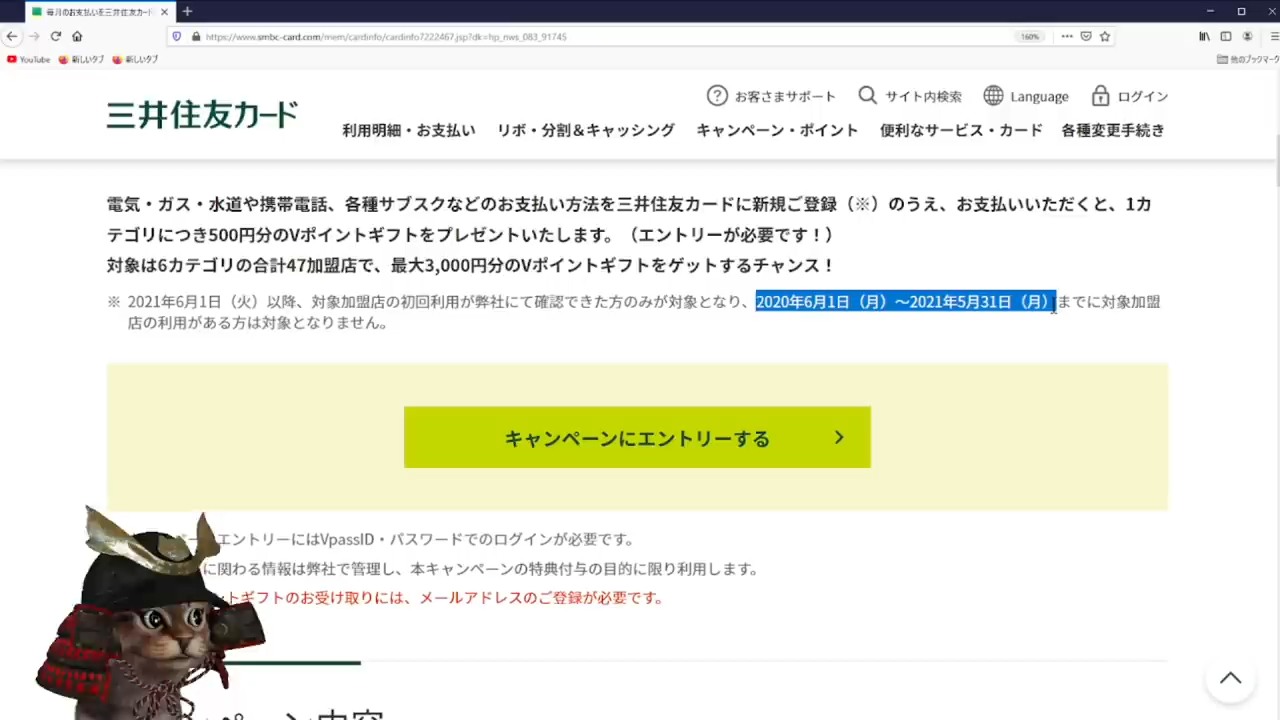 毎月のお支払いを三井住友カード
https://www.smbc-card.com/mem/cardinfo/cardinfo7222467.jsp?dk=hp_nws_083_91745
160%
YouTube 新しいタブ 新しいタブ
他のブックマーク
三井住友カード
お客さまサポート サイト内検索 Language ログイン
利用明細・お支払い リボ・分割＆キャッシング キャンペーン・ポイント 便利なサービス・カード 各種変更手続き
電気・ガス・水道や携帯電話、各種サブスクなどのお支払い方法を三井住友カードに新規ご登録（※）のうえ、お支払いいただくと、1カ
テゴリにつき500円分のVポイントギフトをプレゼントいたします。（エントリーが必要です！）
対象は6カテゴリの合計47加盟店で、最大3,000円分のVポイントギフトをゲットするチャンス！
※ 2021年6月1日（火）以降、対象加盟店の初回利用が弊社にて確認できた方のみが対象となり、2020年6月1日（月）～2021年5月31日（月）までに対象加盟
店の利用がある方は対象となりません。
キャンペーンにエントリーする
エントリーにはVpassID・パスワードでのログインが必要です。
に関わる情報は弊社で管理し、本キャンペーンの特典付与の目的に限り利用します。
ントギフトのお受け取りには、メールアドレスのご登録が必要です。